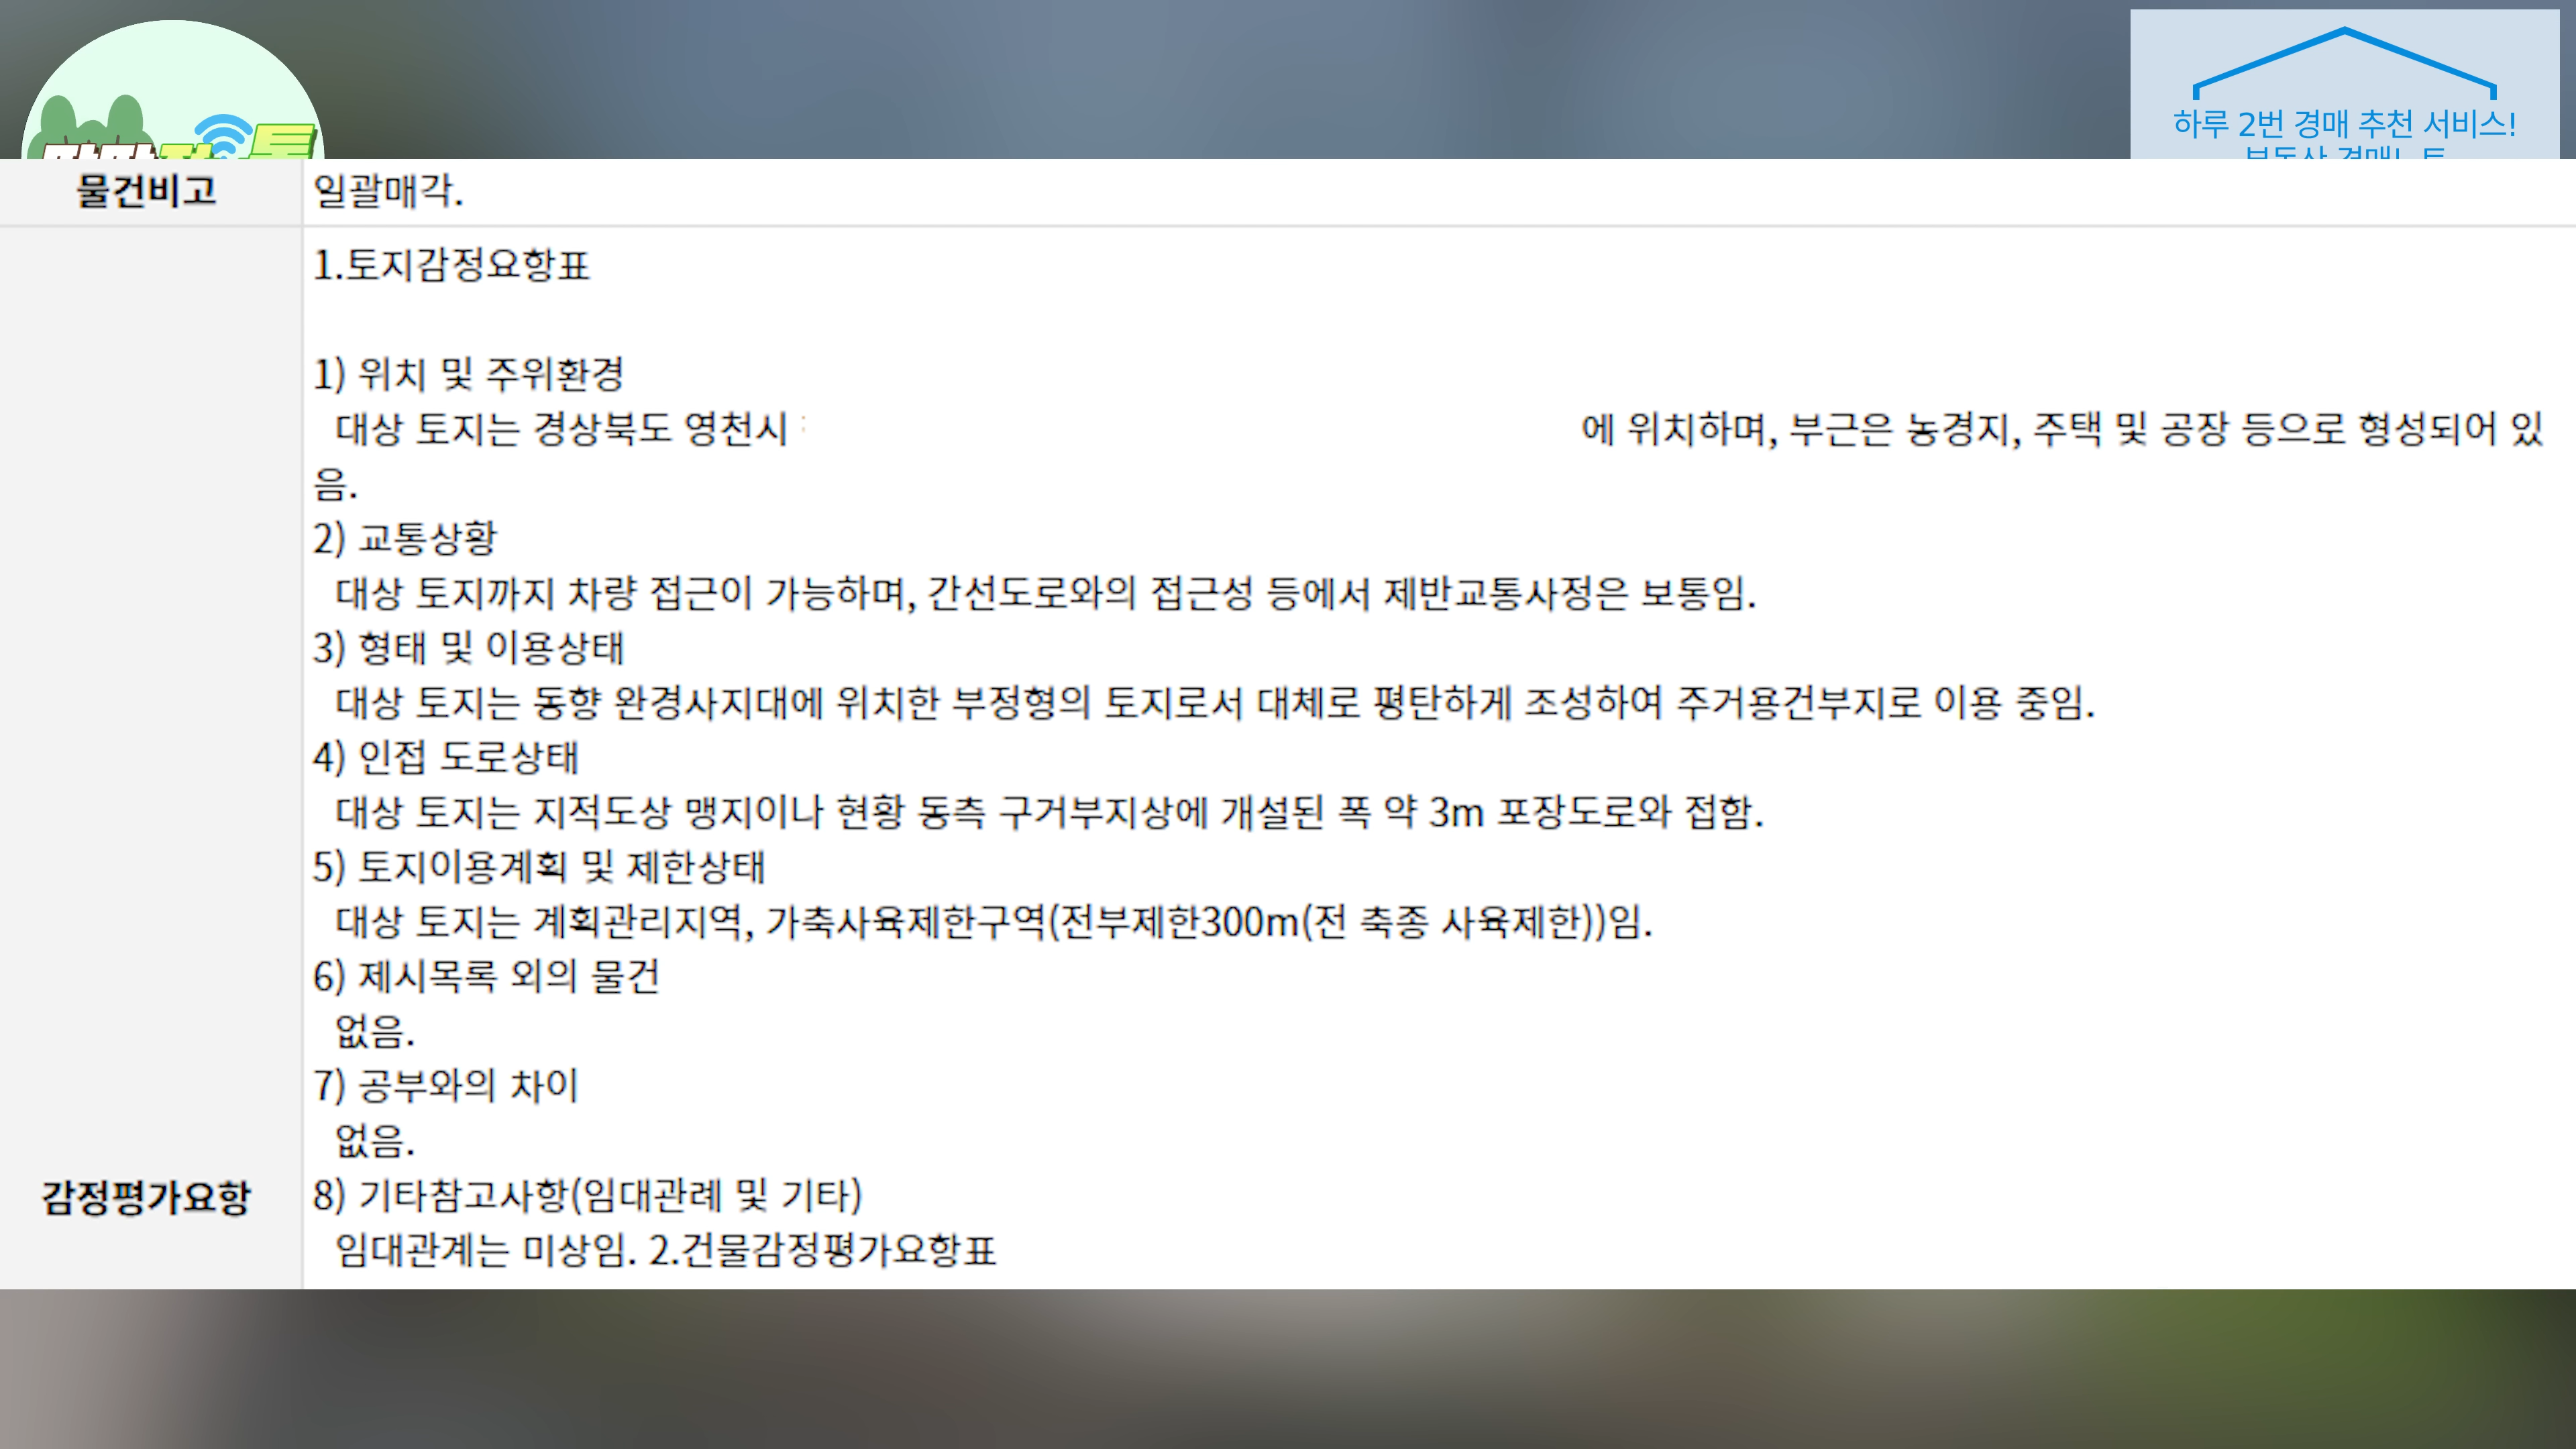 하루 2번 경매 추천 서비스!
물건비고
일괄매각.
감정평가요항
1.토지감정요항표
1) 위치 및 주위환경
대상 토지는 경상북도 영천시 에 위치하며, 부근은 농경지, 주택 및 공장 등으로 형성되어 있
음.
2) 교통상황
대상 토지까지 차량 접근이 가능하며, 간선도로와의 접근성 등에서 제반교통사정은 보통임.
3) 형태 및 이용상태
대상 토지는 동향 완경사지대에 위치한 부정형의 토지로서 대체로 평탄하게 조성하여 주거용건부지로 이용 중임.
4) 인접 도로상태
대상 토지는 지적도상 맹지이나 현황 동측 구거부지상에 개설된 폭 약 3m 포장도로와 접함.
5) 토지이용계획 및 제한상태
대상 토지는 계획관리지역, 가축사육제한구역(전부제한300m(전 축종 사육제한))임.
6) 제시목록 외의 물건
없음.
7) 공부와의 차이
없음.
8) 기타참고사항(임대관례 및 기타)
임대관계는 미상임. 2.건물감정평가요항표